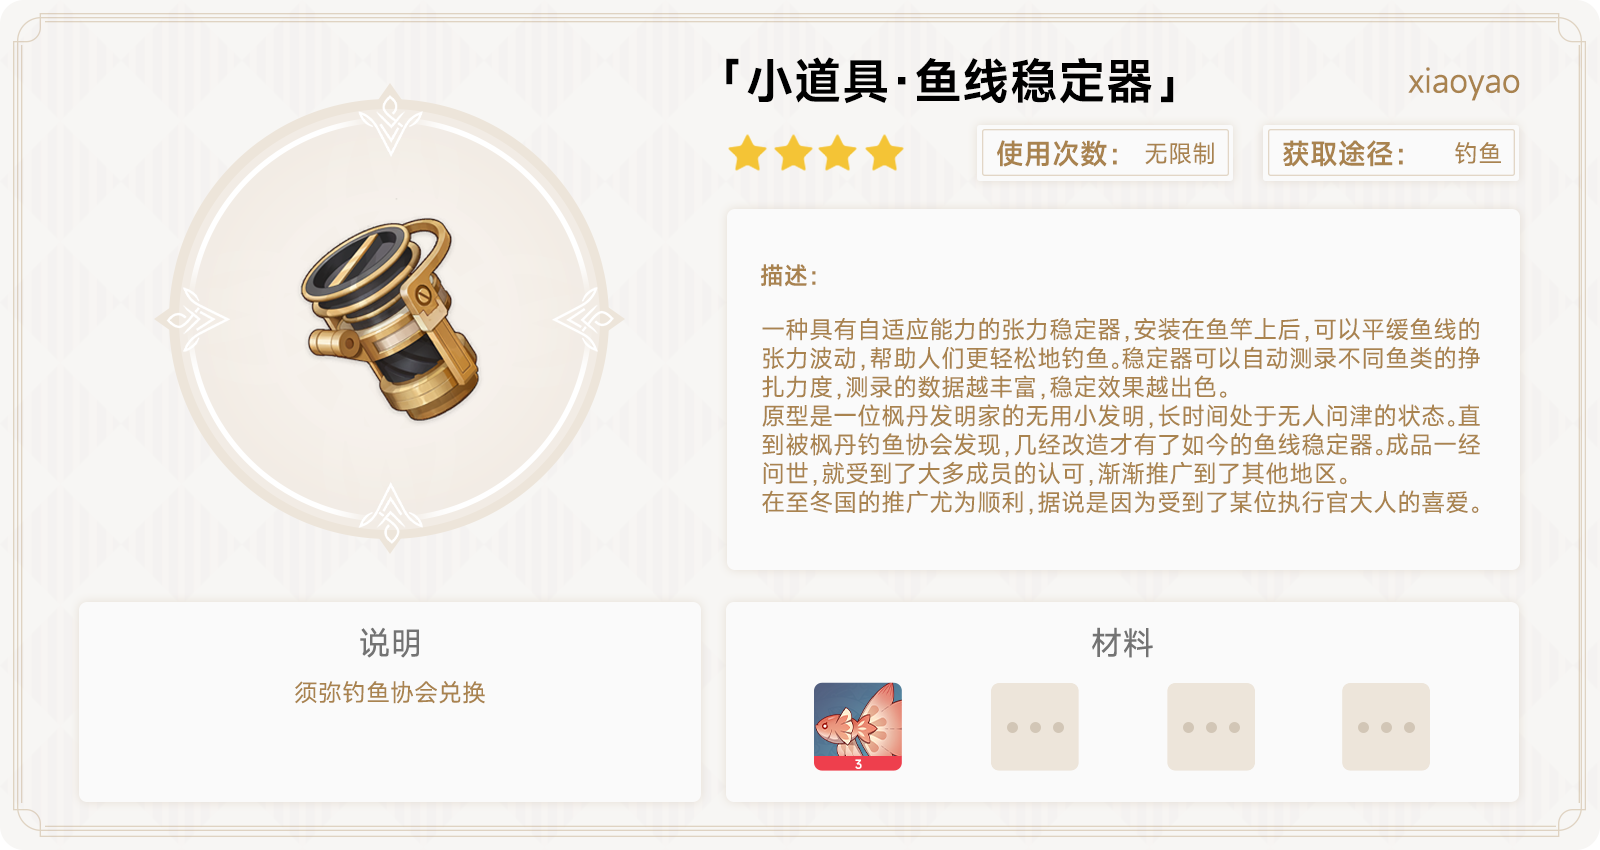 「小道具·鱼线稳定器」
xiaoyao
使用次数： 无限制
获取途径： 钓鱼
描述：
一种具有自适应能力的张力稳定器，安装在鱼竿上后，可以平缓鱼线的
张力波动，帮助人们更轻松地钓鱼。稳定器可以自动测录不同鱼类的挣
扎力度，测录的数据越丰富，稳定效果越出色。
原型是一位枫丹发明家的无用小发明，长时间处于无人问津的状态。直
到被枫丹钓鱼协会发现，几经改造才有了如今的鱼线稳定器。成品一经
问世，就受到了大多成员的认可，渐渐推广到了其他地区。
在至冬国的推广尤为顺利，据说是因为受到了某位执行官大人的喜爱。
说明
须弥钓鱼协会兑换
材料
3